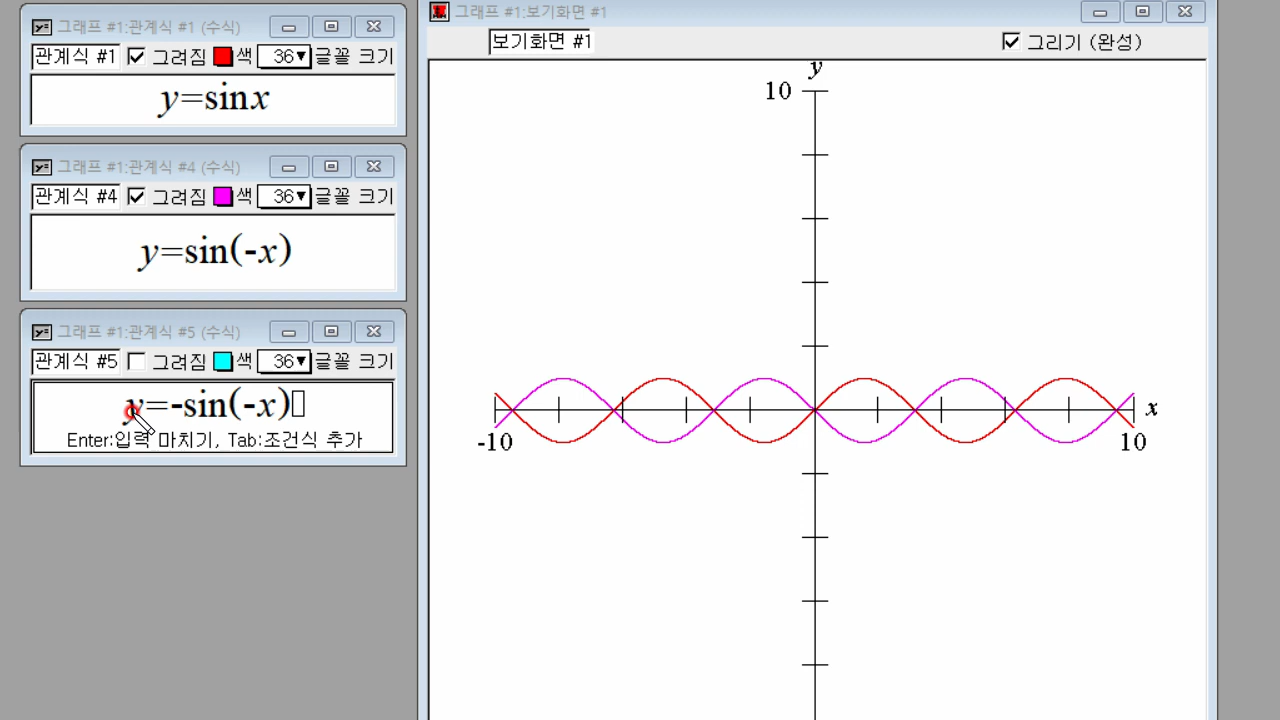 그래프 #1:관계식 #1 (수식)
관계식 #1 그려짐 색 36▼ 글꼴 크기
y=sinx
그래프 #1:관계식 #4 (수식)
관계식 #4 그려짐 색 36▼ 글꼴 크기
y=sin(-x)
그래프 #1:관계식 #5 (수식)
관계식 #5 그려짐 색 36▼ 글꼴 크기
y=-sin(-x)
Enter:입력 마치기, Tab:조건식 추가
그래프 #1:보기화면 #1
보기화면 #1 그리기 (완성)
y
10
x
-10 10